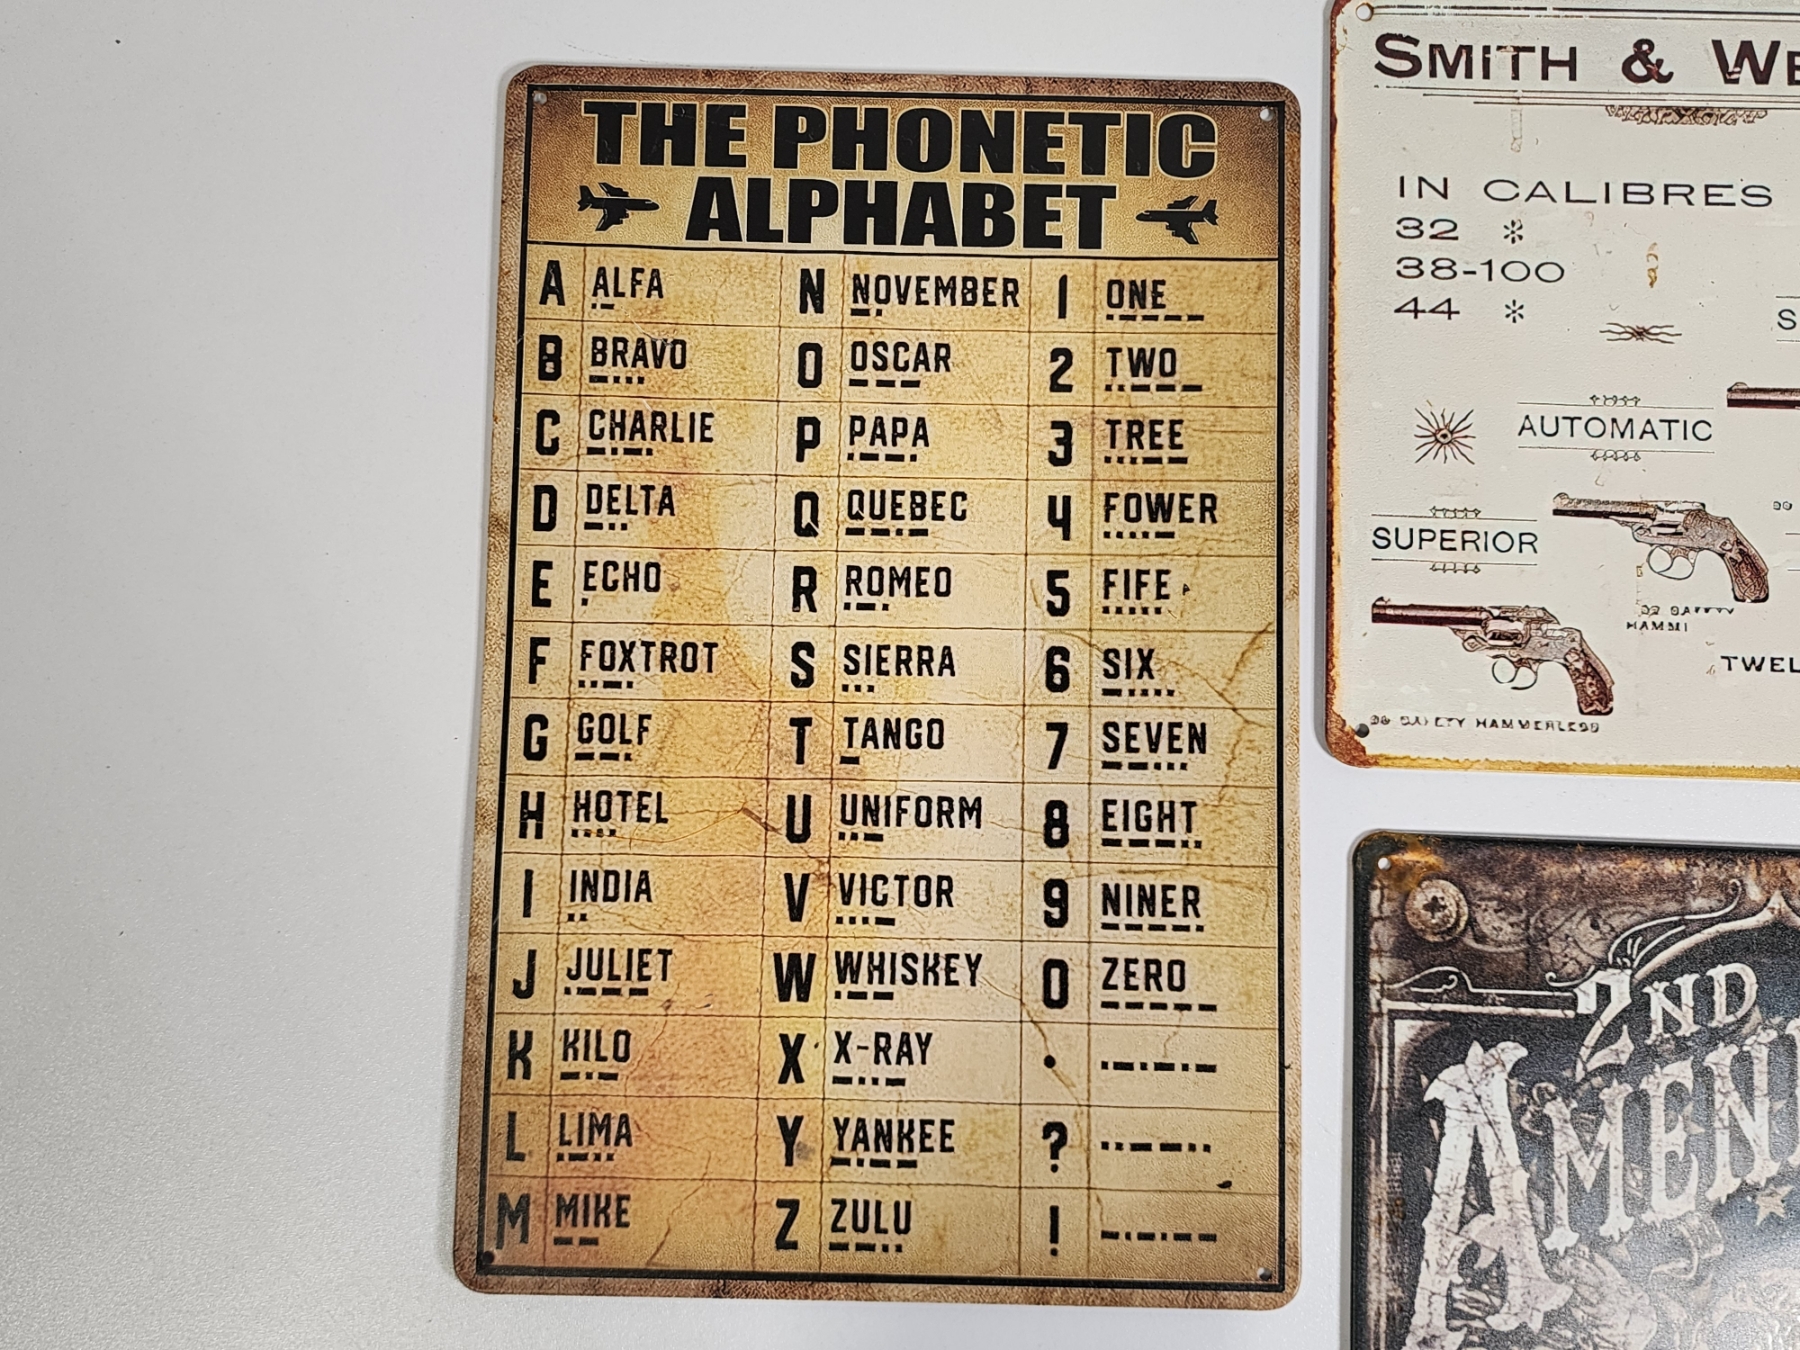 THE PHONETIC
ALPHABET
A ALFA N NOVEMBER 1 ONE
B BRAVO O OSCAR 2 TWO
C CHARLIE P PAPA 3 TREE
D DELTA Q QUEBEC 4 FOWER
E ECHO R ROMEO 5 FIFE
F FOXTROT S SIERRA 6 SIX
G GOLF T TANGO 7 SEVEN
H HOTEL U UNIFORM 8 EIGHT
I INDIA V VICTOR 9 NINER
J JULIET W WHISKEY 0 ZERO
K KILO X X-RAY .
L LIMA Y YANKEE ?
M MIKE Z ZULU !
SMITH & WE
IN CALIBRES
32 *
38-100
44 *
S
AUTOMATIC
SUPERIOR
TWEL
SAFETY HAMMERLESS
2ND
AMEN